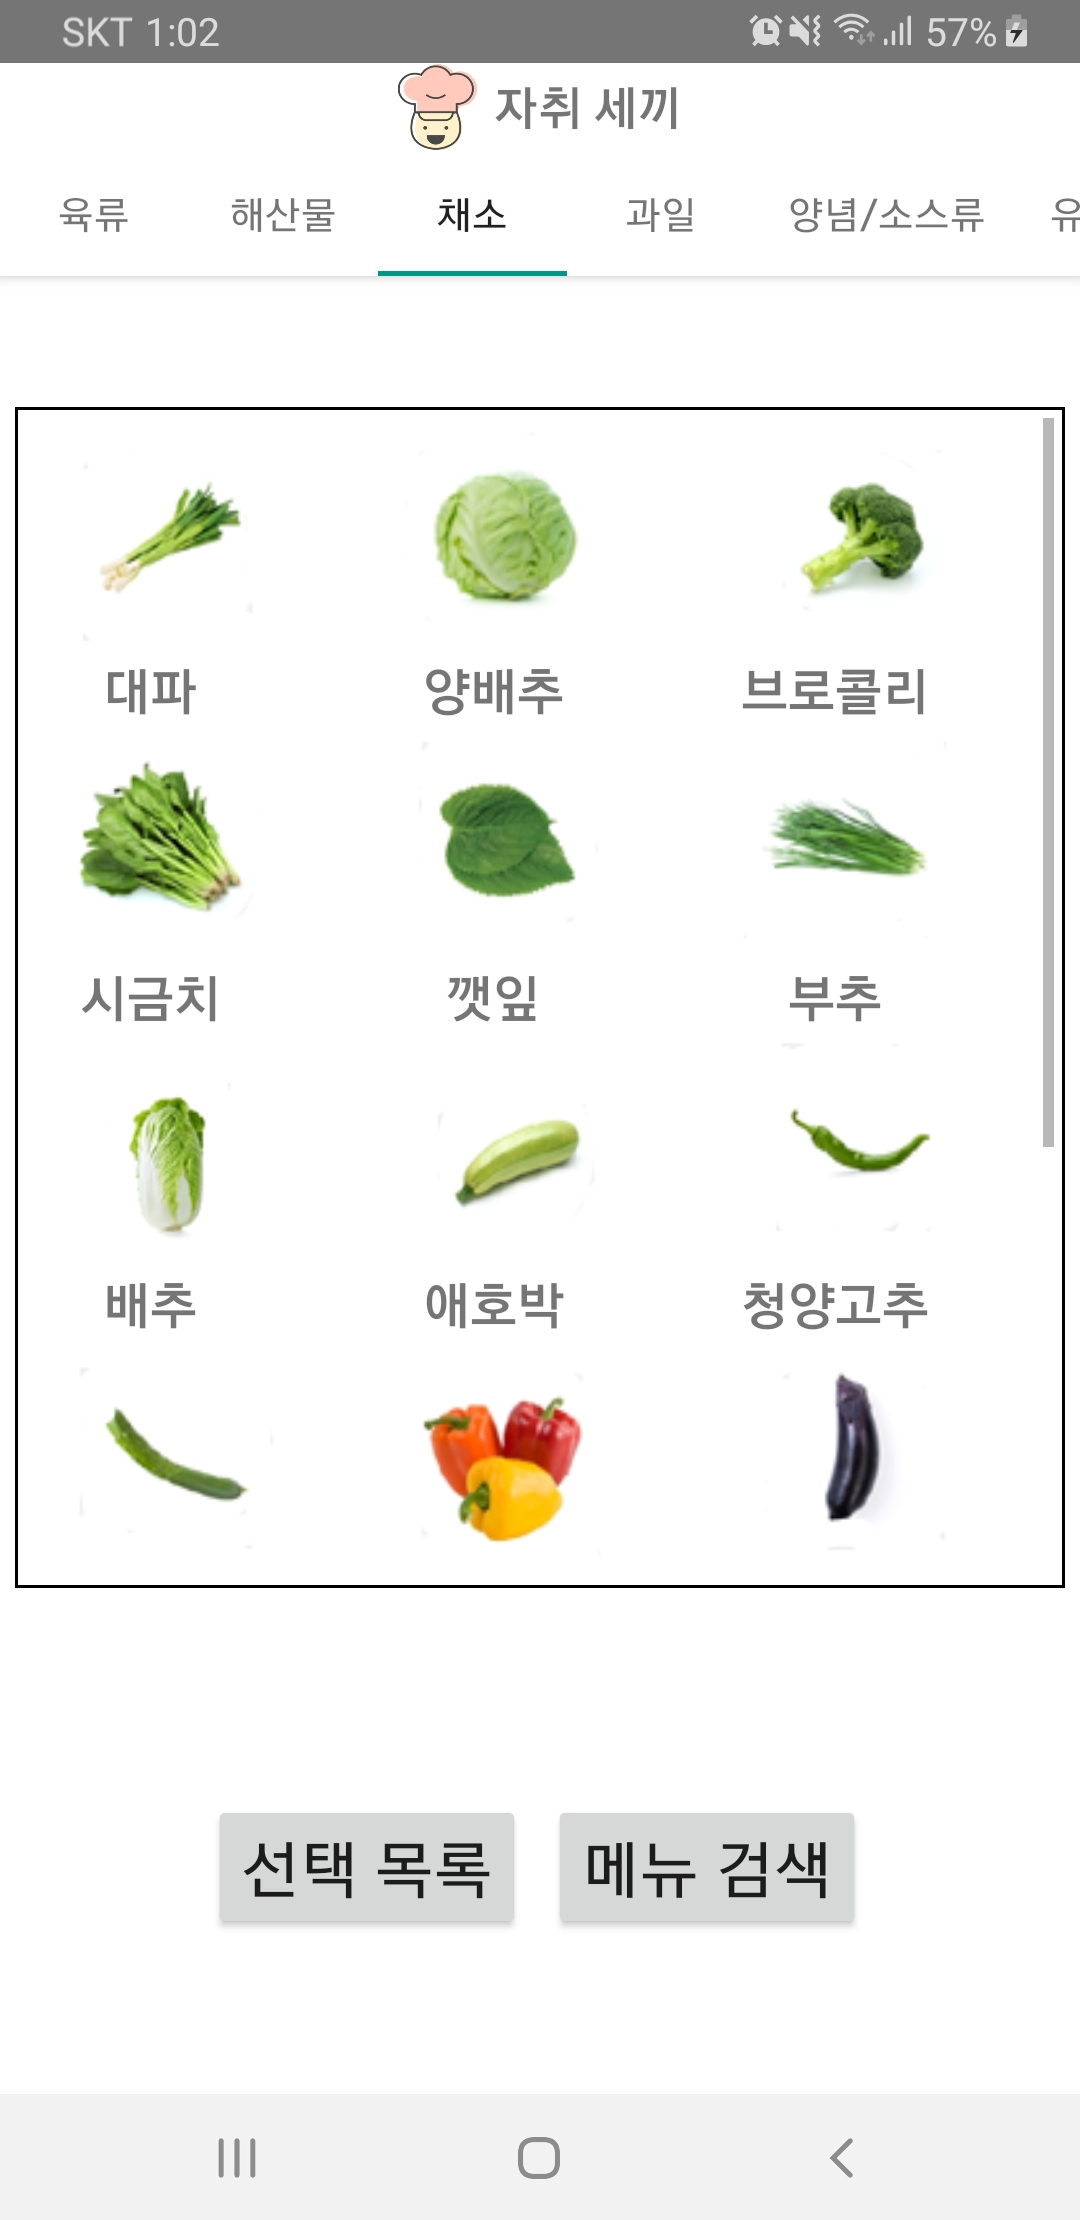 SKT 1:02 57%
자취 세끼
육류 해산물 채소 과일 양념/소스류 유
대파 양배추 브로콜리
시금치 깻잎 부추
배추 애호박 청양고추
선택 목록 메뉴 검색